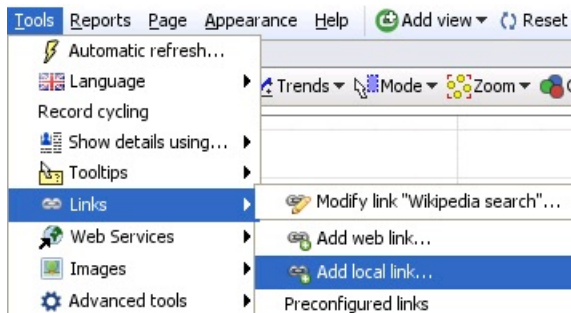 Tools Reports Page Appearance Help Add view Reset
Automatic refresh...
Language
Trends Mode Zoom
Record cycling
Show details using...
Tooltips
Links
Modify link "Wikipedia search"...
Web Services
Add web link...
Images
Add local link...
Advanced tools
Preconfigured links